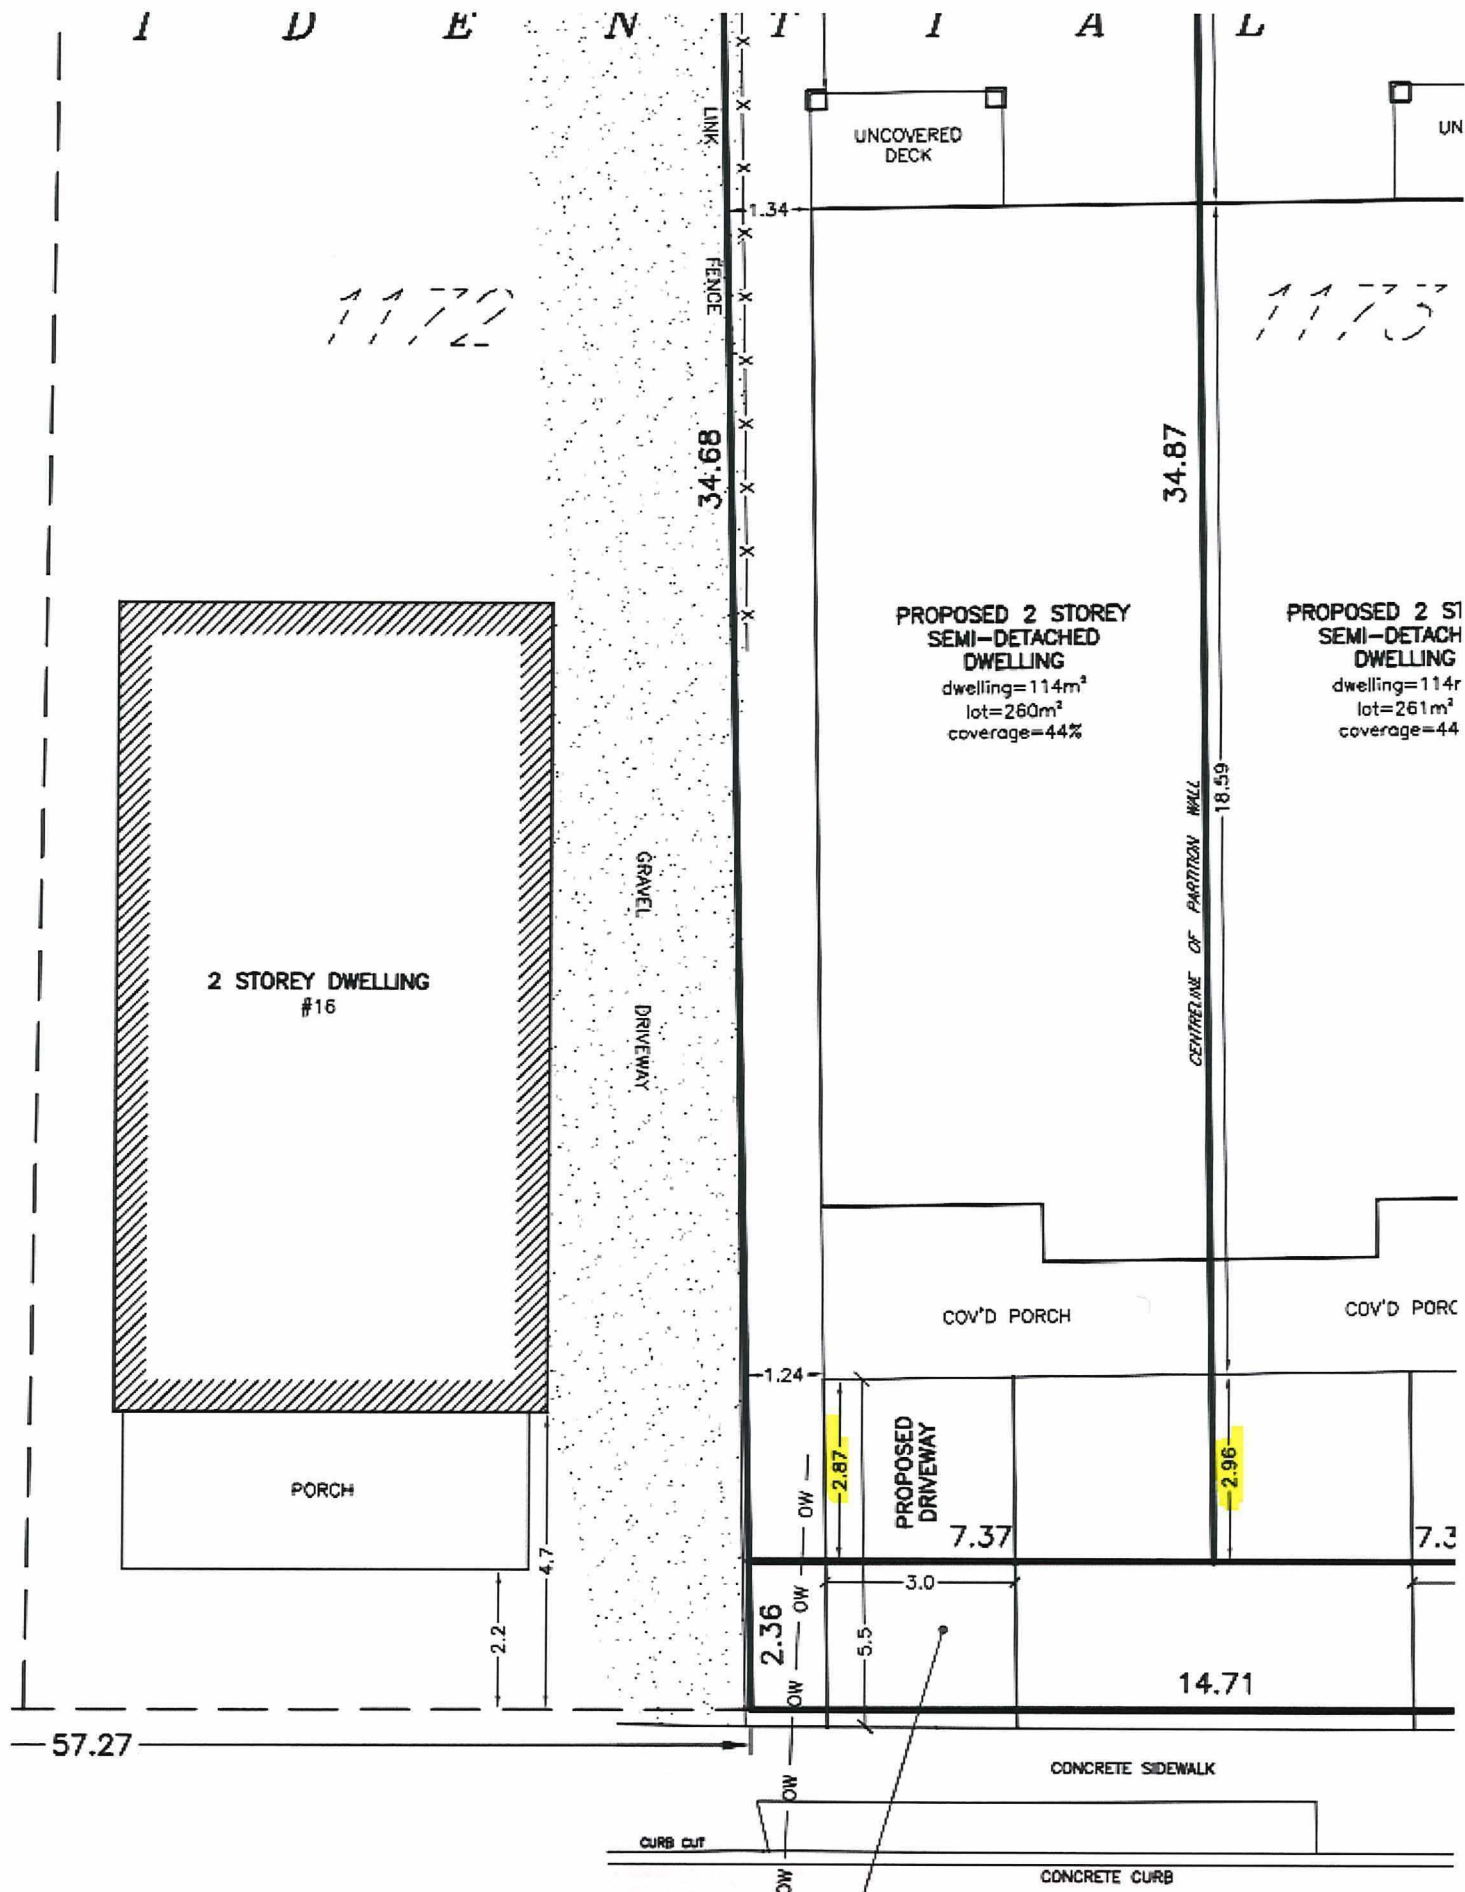 I D E N T I A L
UNCOVERED
DECK
UN
LINK
1.34
FENCE
1172
1173
34.68
34.87
PROPOSED 2 STOREY
SEMI-DETACHED
DWELLING
dwelling=114m²
lot=260m²
coverage=44%
PROPOSED 2 ST
SEMI-DETACH
DWELLING
dwelling=114m
lot=261m²
coverage=44
18.59
CENTRELINE OF PARTITION WALL
GRAVEL DRIVEWAY
2 STOREY DWELLING
#16
COV'D PORCH
COV'D PORC
1.24
2.87
PROPOSED
DRIVEWAY
2.96
PORCH
7.37
7.3
4.7
2.2
3.0
2.36
5.5
OW
OW
OW
OW
OW
14.71
57.27
CONCRETE SIDEWALK
CURB CUT
CONCRETE CURB